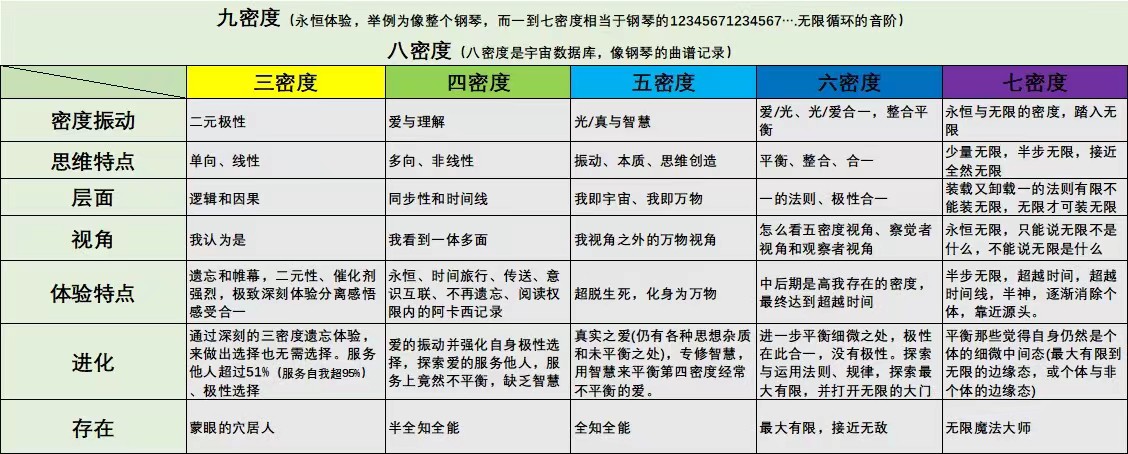 九密度（永恒体验，举例为像整个钢琴，而一到七密度相当于钢琴的12345671234567···.无限循环的音阶）
八密度（八密度是宇宙数据库，像钢琴的曲谱记录）
三密度 四密度 五密度 六密度 七密度
密度振动
二元极性
爱与理解
光/真与智慧
爱/光、光/爱合一，整合平
衡
永恒与无限的密度，踏入无
限
思维特点
单向、线性
多向、非线性
振动、本质、思维创造
平衡、整合、合一
少量无限，半步无限，接近
全然无限
层面
逻辑和因果
同步性和时间线
我即宇宙、我即万物
一的法则、极性合一
装载又卸载一的法则有限不
能装无限，无限才可装无限
视角
我认为是
我看到一体多面
我视角之外的万物视角
怎么看五密度视角、察觉者
视角和观察者视角
永恒无限，只能说无限不是
什么，不能说无限是什么
体验特点
遗忘和帷幕，二元性、催化剂
强烈，极致深刻体验分离感悟
感受合一
永恒、时间旅行、传送、意
识互联、不再遗忘、阅读权
限内的阿卡西记录
超脱生死，化身为万物
中后期是高我存在的密度，
最终达到超越时间
半步无限，超越时间，超越
时间线，半神，逐渐消除个
体，靠近源头。
进化
通过深刻的三密度遗忘体验，
来做出选择也无需选择。服务
他人超过51%（服务自我超95%）
、极性选择
爱的振动并强化自身极性选
择，探索爱的服务他人，服
务上竟然不平衡，缺乏智慧
真实之爱(仍有各种思想杂质
和未平衡之处)，专修智慧，
用智慧来平衡第四密度经常
不平衡的爱。
进一步平衡细微之处，极性
在此合一，没有极性。探索
与运用法则、规律，探索最
大有限，并打开无限的大门
平衡那些觉得自身仍然是个
体的细微中间态(最大有限到
无限的边缘态，或个体与非
个体的边缘态)
存在
蒙眼的穴居人
半全知全能
全知全能
最大有限，接近无敌
无限魔法大师